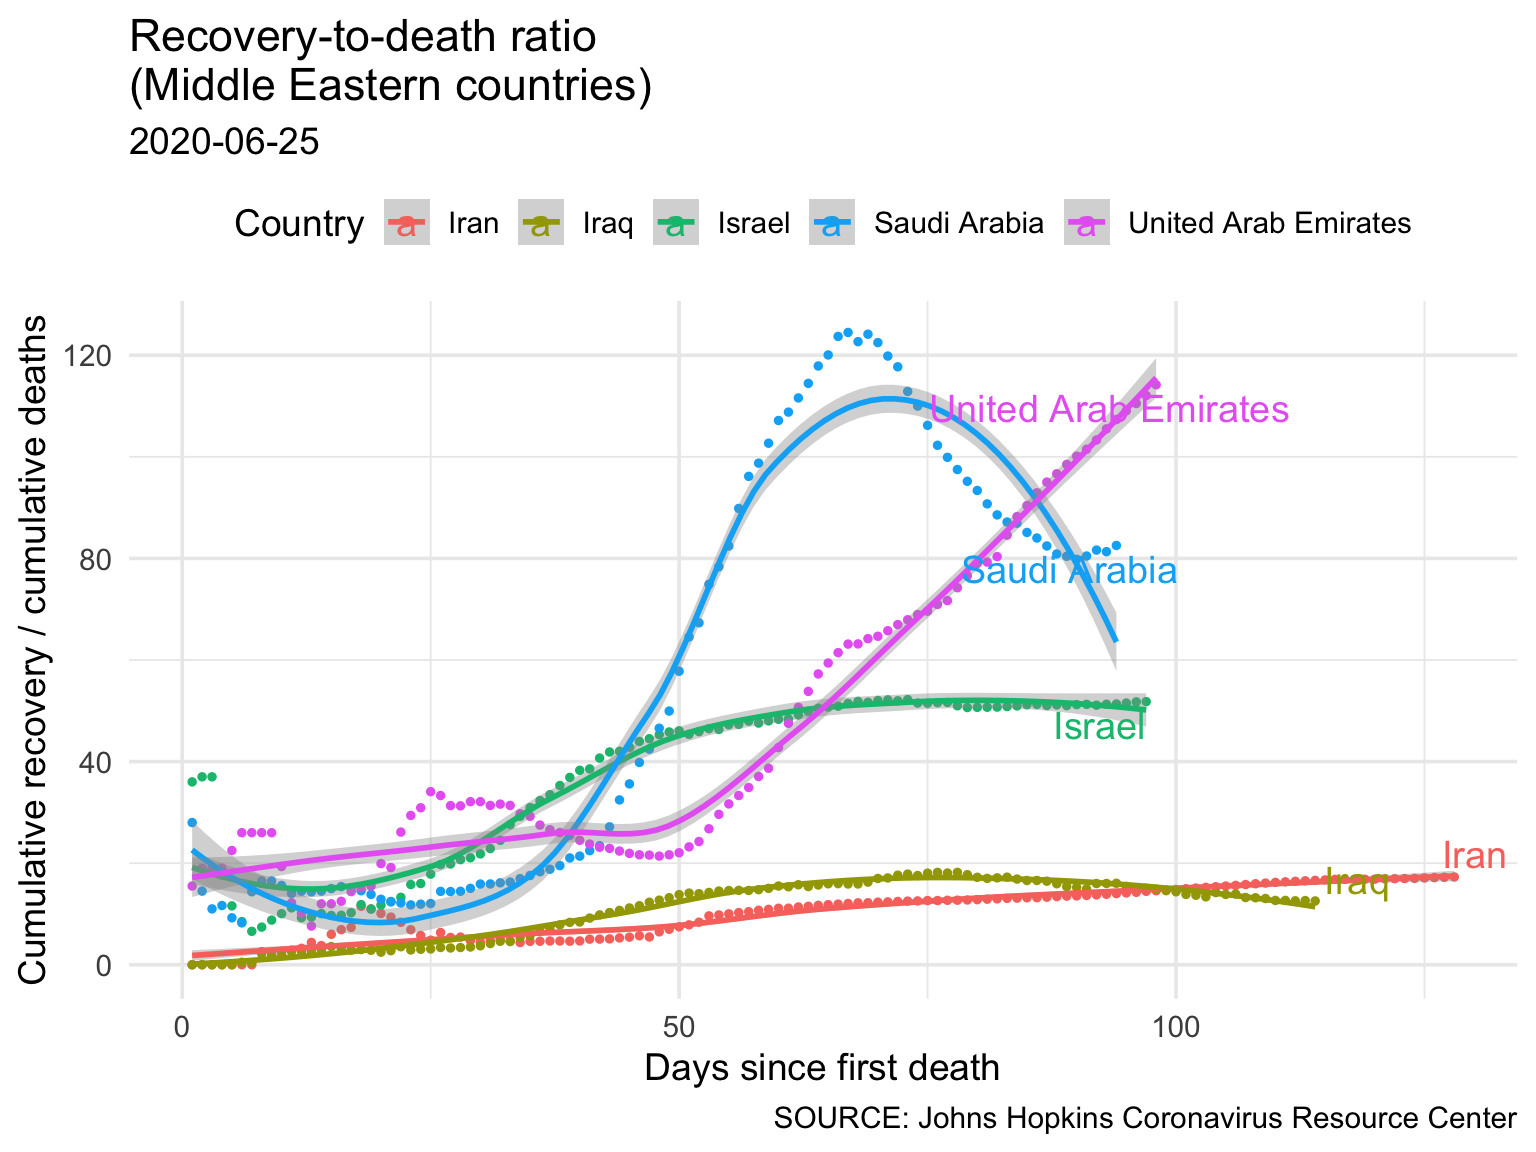 Recovery-to-death ratio
(Middle Eastern countries)
2020-06-25
Country a Iran a Iraq a Israel a Saudi Arabia a United Arab Emirates
Cumulative recovery / cumulative deaths
120
80
40
0
United Arab Emirates
Saudi Arabia
Israel
Iran
Iraq
0 50 100
Days since first death
SOURCE: Johns Hopkins Coronavirus Resource Center